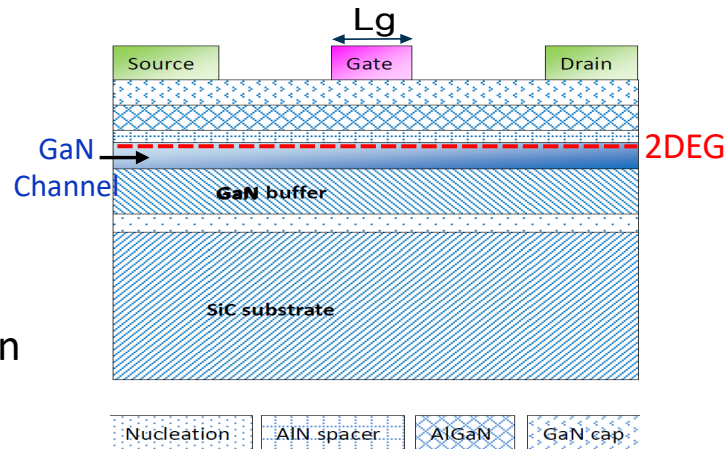 Lg
Source Gate Drain
2DEG
GaN
Channel
GaN buffer
SiC substrate
n
Nucleation AlN spacer AlGaN GaN cap